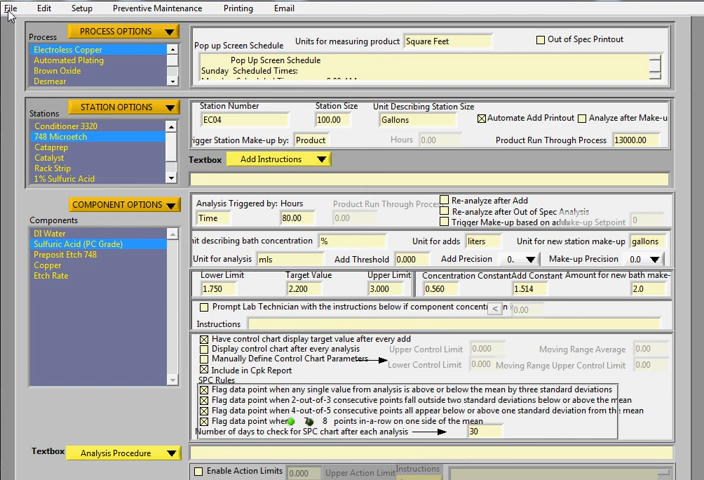 File Edit Setup Preventive Maintenance Printing Email
Process PROCESS OPTIONS
Electroless Copper
Automated Plating
Brown Oxide
Desmear
Units for measuring product Square Feet Out of Spec Printout
Pop up Screen Schedule
Pop Up Screen Schedule
Sunday Scheduled Times:
STATION OPTIONS
Stations
Conditioner 3320
748 Microetch
Cataprep
Catalyst
Rack Strip
1% Sulfuric Acid
Station Number Station Size Unit Describing Station Size
EC04 100.00 Gallons Automate Add Printout Analyze after Make-u
igger Station Make-up by: Product Hours 0.00 Product Run Through Process 13000.00
Textbox Add Instructions
COMPONENT OPTIONS
Components
DI Water
Sulfuric Acid (PC Grade)
Preposit Etch 748
Copper
Etch Rate
Analysis Triggered by: Hours Product Run Through Proce
Time 80.00 0.00
Re-analyze after Add
Re-analyze after Out of Spec Analysis
Trigger Make-up based on adds Makeup Setpoint 0
it describing bath concentration % Unit for adds liters Unit for new station make-up gallons
Unit for analysis mls Add Threshold 0.000 Add Precision 0. Make-up Precision 0.0
Lower Limit Target Value Upper Limit Concentration Constant Add Constant Amount for new bath make-
1.750 2.200 3.000 0.560 1.514 2.0
Prompt Lab Technician with the instructions below if component concentr < 0.00
Instructions
Have control chart display target value after every add
Display control chart after every analysis
Manually Define Control Chart Parameters
Include in Cpk Report
Upper Control Limit 0.000 Moving Range Average 0.00
Lower Control Limit 0.000 Moving Range Upper Control Limit 0.00
SPC Rules
Flag data point when any single value from analysis is above or below the mean by three standard deviations
Flag data point when 2-out-of-3 consecutive points fall outside two standard deviations below or above the mean
Flag data point when 4-out-of-5 consecutive points all appear below or above one standard deviation from the mean
Flag data point when 7 8 points in-a-row on one side of the mean
Number of days to check for SPC chart after each analysis 30
Textbox Analysis Procedure
Enable Action Limits 0.000 Upper Action Limit Instructions